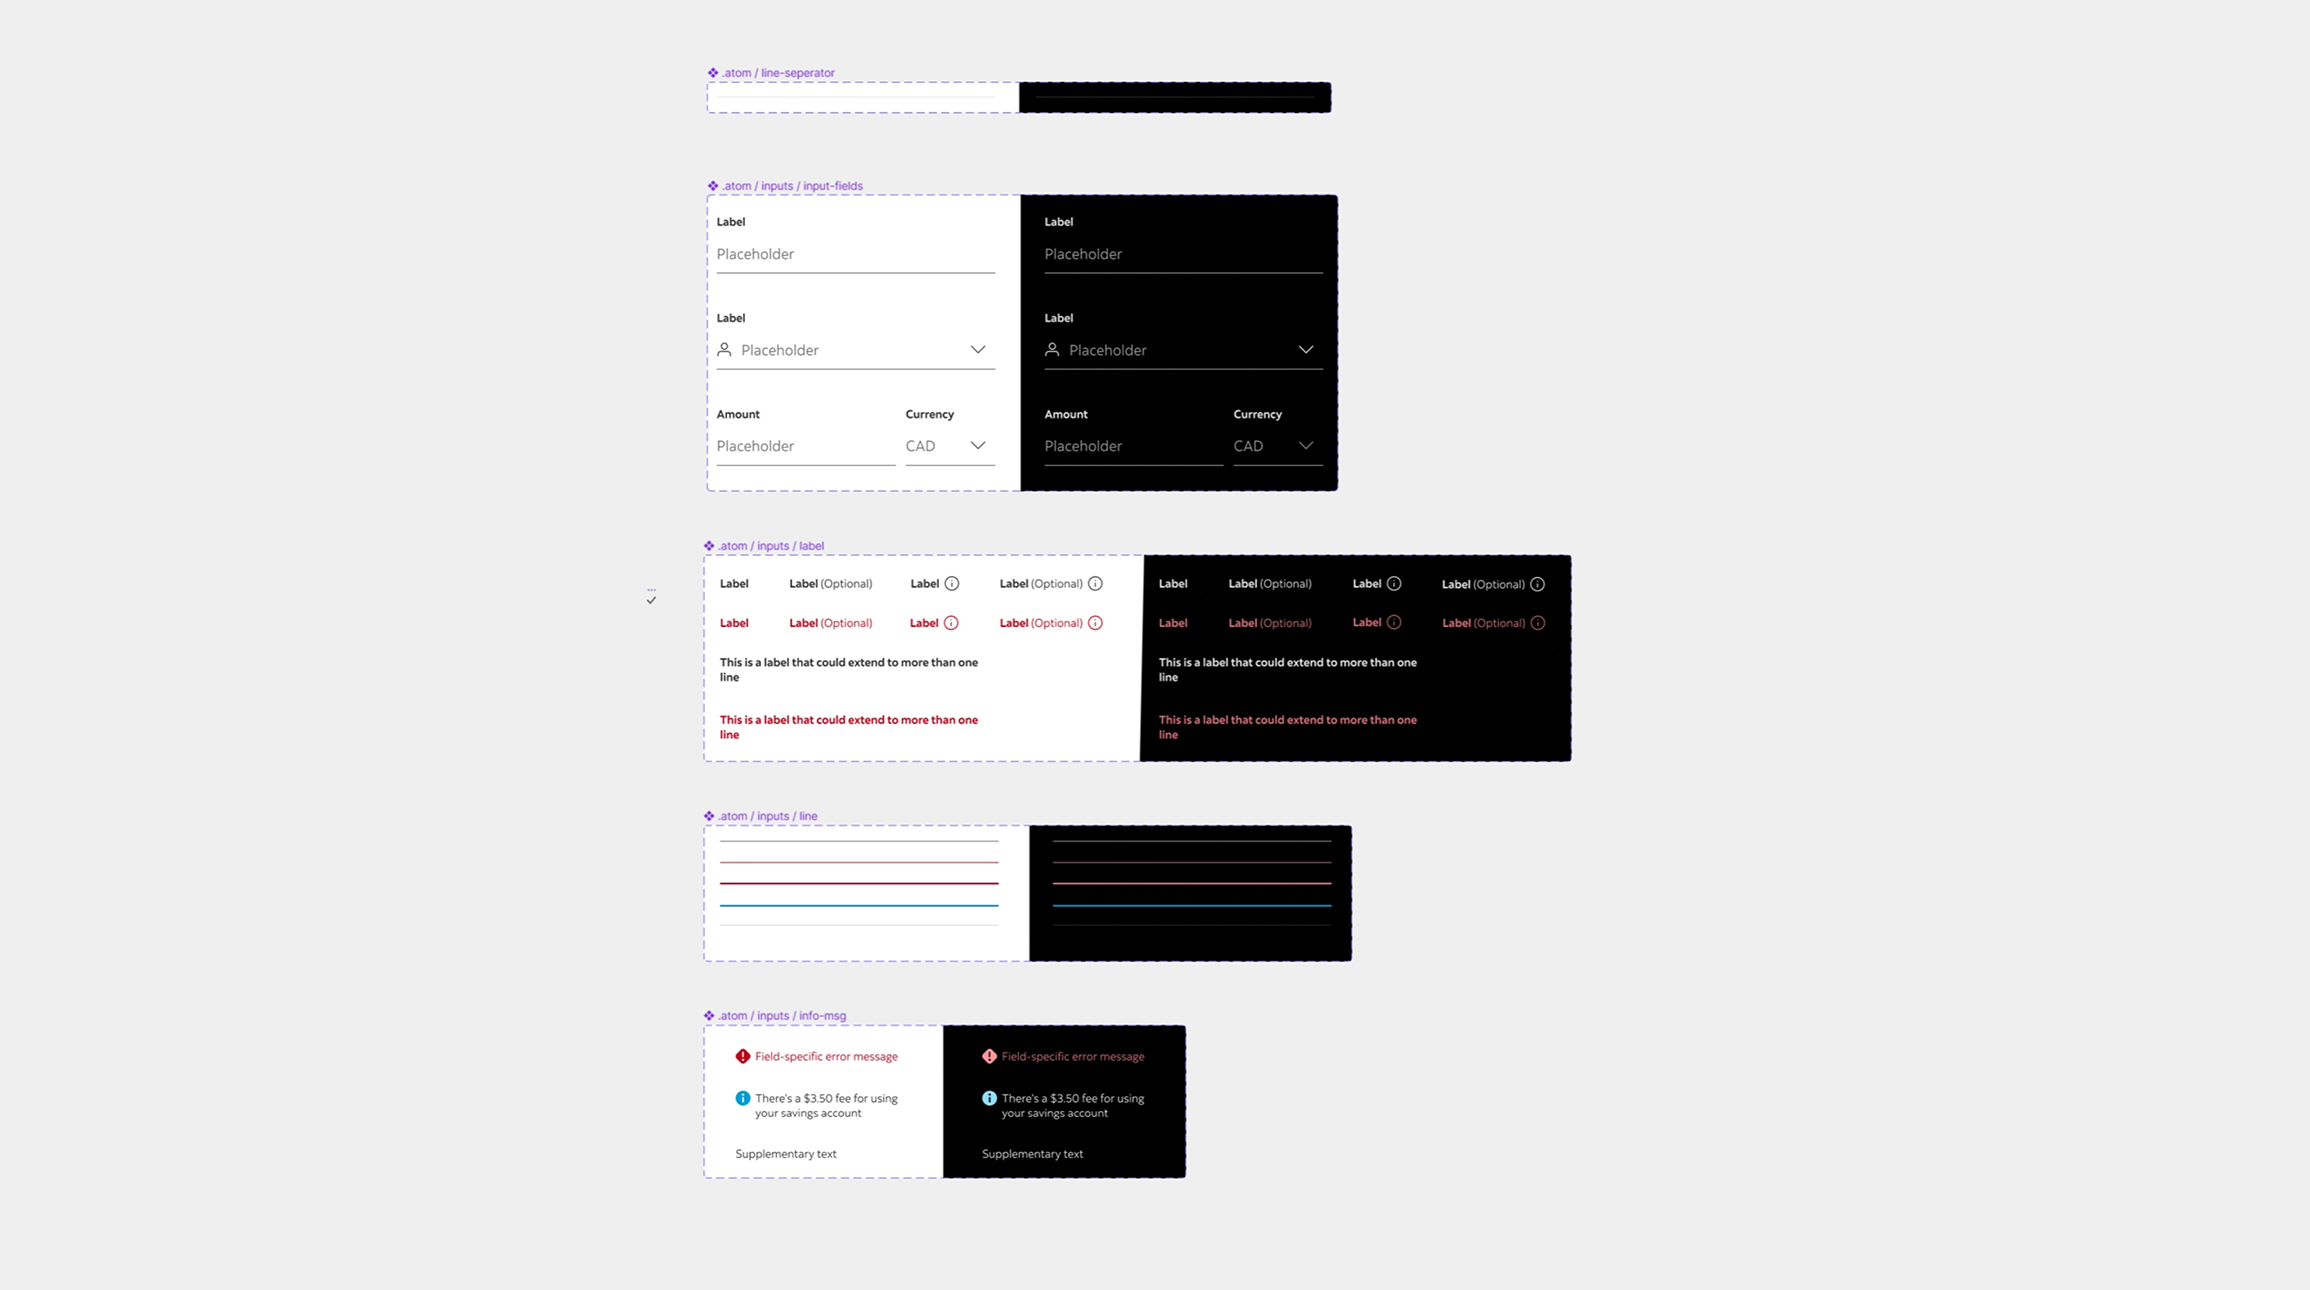 .atom / line-seperator
.atom / inputs / input-fields
Label
Placeholder
Label
Placeholder
Amount Currency
Placeholder CAD
Label
Placeholder
Label
Placeholder
Amount Currency
Placeholder CAD
.atom / inputs / label
Label Label (Optional) Label Label (Optional)
Label Label (Optional) Label Label (Optional)
This is a label that could extend to more than one
line
This is a label that could extend to more than one
line
Label Label (Optional) Label Label (Optional)
Label Label (Optional) Label Label (Optional)
This is a label that could extend to more than one
line
This is a label that could extend to more than one
line
.atom / inputs / line
.atom / inputs / info-msg
Field-specific error message
There's a $3.50 fee for using
your savings account
Supplementary text
Field-specific error message
There's a $3.50 fee for using
your savings account
Supplementary text